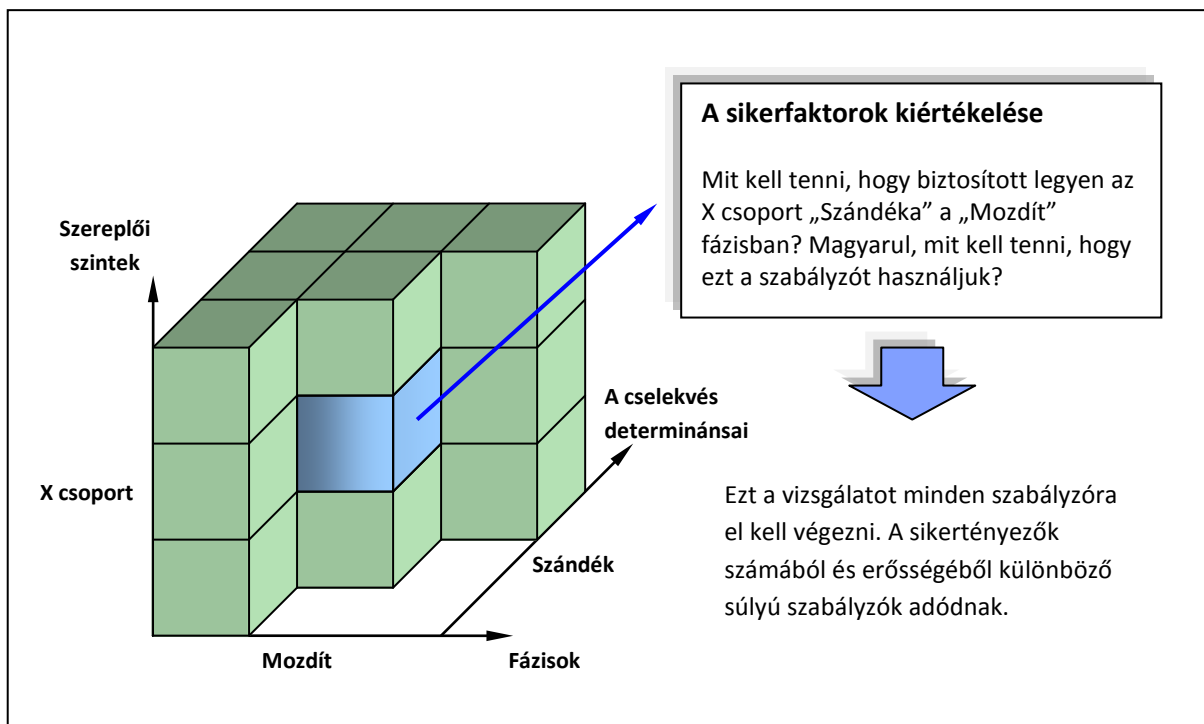 A sikerfaktorok kiértékelése
Mit kell tenni, hogy biztosított legyen az
X csoport „Szándéka” a „Mozdít”
fázisban? Magyarul, mit kell tenni, hogy
ezt a szabályzót használjuk?
Szereplői
szintek
A cselekvés
determinánsai
X csoport
Ezt a vizsgálatot minden szabályzóra
el kell végezni. A sikertényezők
számából és erősségéből különböző
súlyú szabályzók adódnak.
Szándék
Mozdít
Fázisok